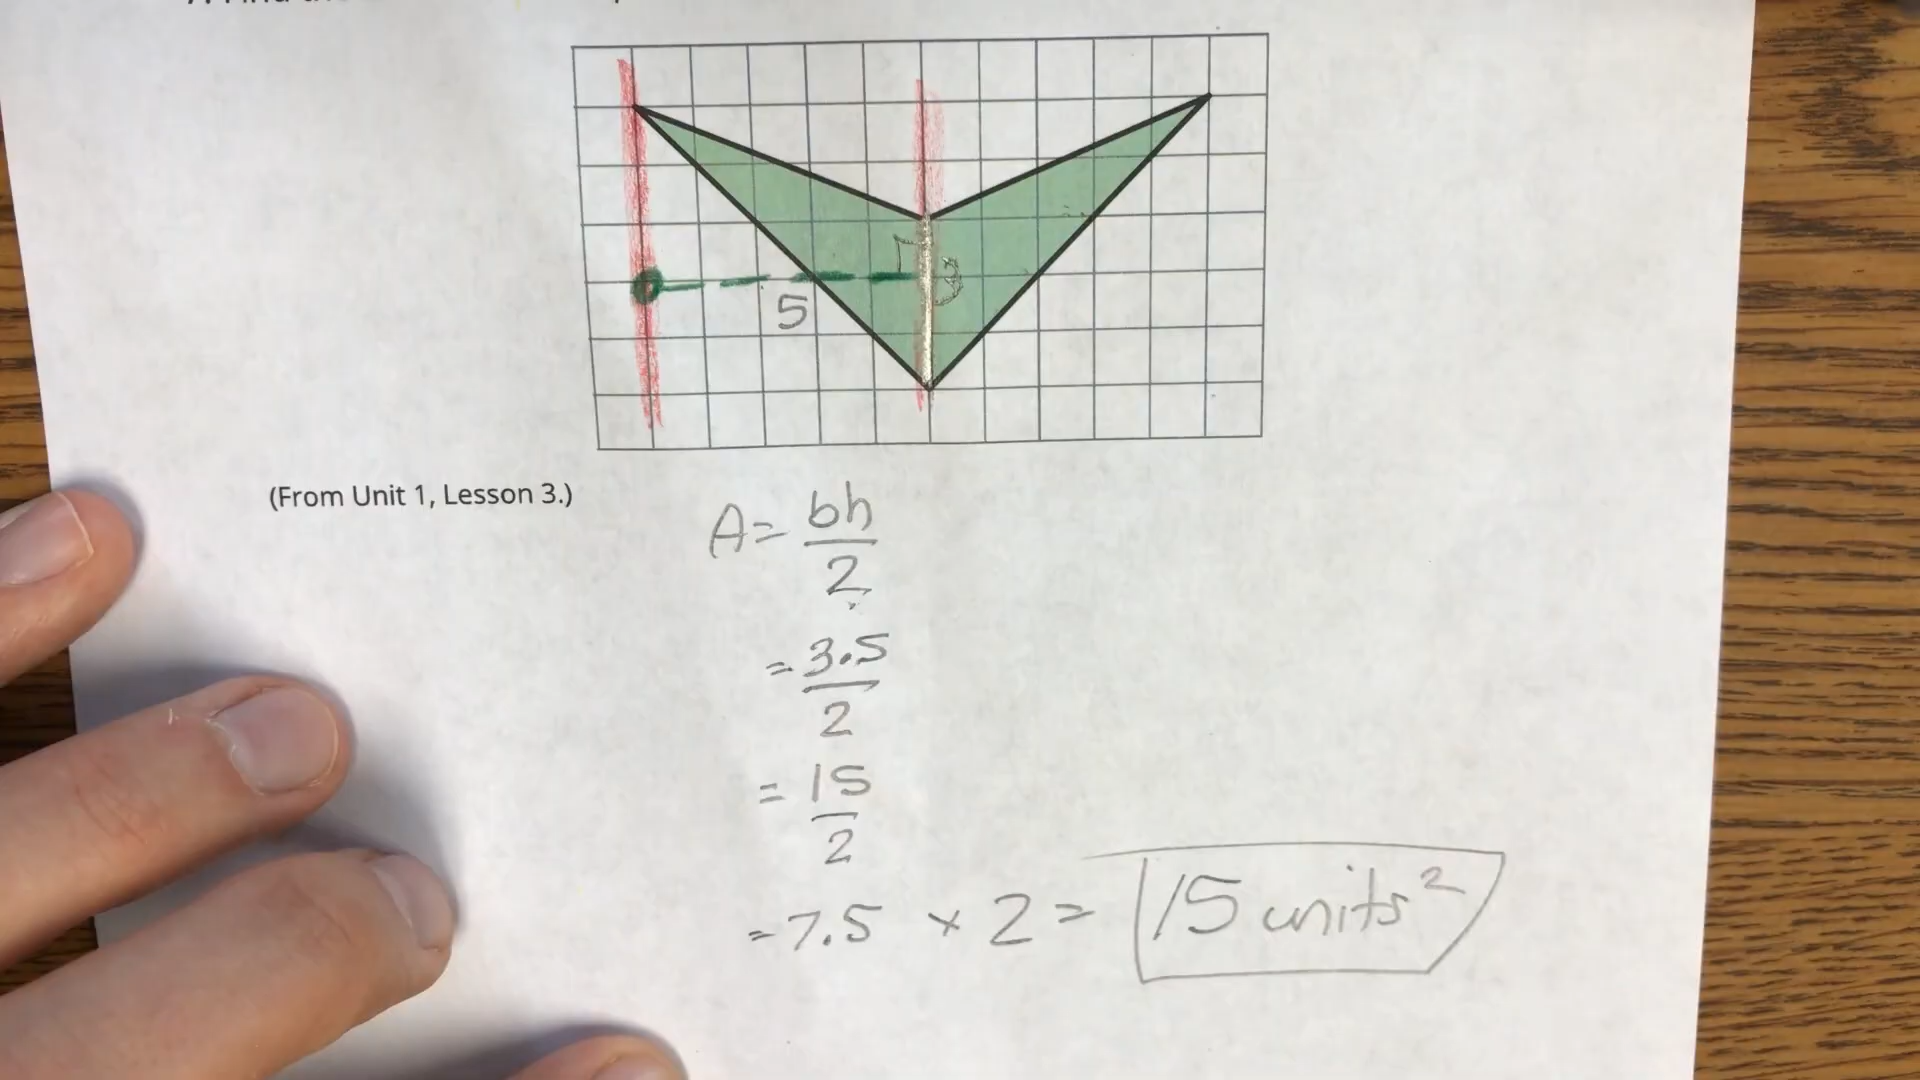 5
3
(From Unit 1, Lesson 3.)
A = bh
2
= 3·5
2
= 15
2
= 7.5 × 2 = 15 units²